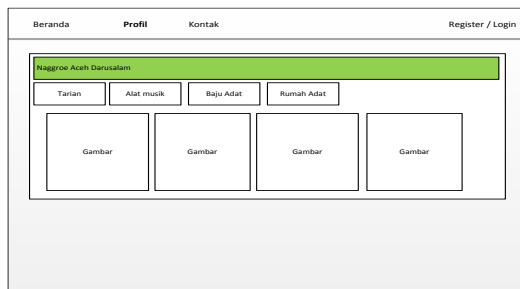 Beranda Profil Kontak Register / Login
Naggroe Aceh Darusalam
Tarian Alat musik Baju Adat Rumah Adat
Gambar Gambar Gambar Gambar